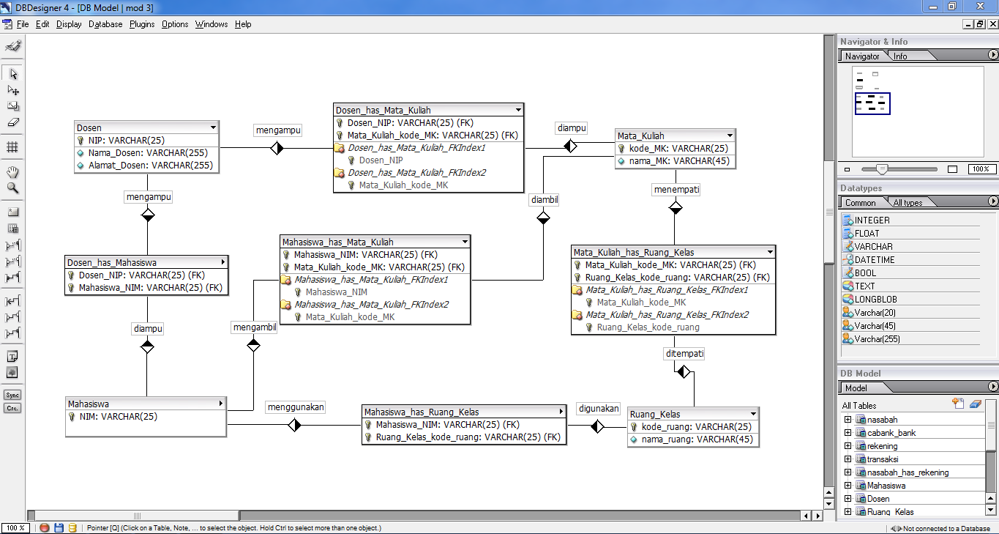 DBDesigner 4 - [DB Model | mod 3]
File Edit Display Database Plugins Options Windows Help
Dosen
NIP: VARCHAR(25)
Nama_Dosen: VARCHAR(255)
Alamat_Dosen: VARCHAR(255)
mengampu
Dosen_has_Mata_Kuliah
Dosen_NIP: VARCHAR(25) (FK)
Mata_Kuliah_kode_MK: VARCHAR(25) (FK)
Dosen_has_Mata_Kuliah_FKIndex1
Dosen_NIP
Dosen_has_Mata_Kuliah_FKIndex2
Mata_Kuliah_kode_MK
diampu
Mata_Kuliah
kode_MK: VARCHAR(25)
nama_MK: VARCHAR(45)
mengampu
diambil
menempati
Dosen_has_Mahasiswa
Dosen_NIP: VARCHAR(25) (FK)
Mahasiswa_NIM: VARCHAR(25) (FK)
Mahasiswa_has_Mata_Kuliah
Mahasiswa_NIM: VARCHAR(25) (FK)
Mata_Kuliah_kode_MK: VARCHAR(25) (FK)
Mahasiswa_has_Mata_Kuliah_FKIndex1
Mahasiswa_NIM
Mahasiswa_has_Mata_Kuliah_FKIndex2
Mata_Kuliah_kode_MK
Mata_Kuliah_has_Ruang_Kelas
Mata_Kuliah_kode_MK: VARCHAR(25) (FK)
Ruang_Kelas_kode_ruang: VARCHAR(25) (FK)
Mata_Kuliah_has_Ruang_Kelas_FKIndex1
Mata_Kuliah_kode_MK
Mata_Kuliah_has_Ruang_Kelas_FKIndex2
Ruang_Kelas_kode_ruang
diampu
mengambil
ditempati
Mahasiswa
NIM: VARCHAR(25)
menggunakan
Mahasiswa_has_Ruang_Kelas
Mahasiswa_NIM: VARCHAR(25) (FK)
Ruang_Kelas_kode_ruang: VARCHAR(25) (FK)
digunakan
Ruang_Kelas
kode_ruang: VARCHAR(25)
nama_ruang: VARCHAR(45)
Navigator & Info
Navigator Info
100%
Datatypes
Common All types
INTEGER
FLOAT
VARCHAR
DATETIME
BOOL
TEXT
LONGBLOB
Varchar(20)
Varchar(45)
Varchar(255)
DB Model
Model
All Tables
nasabah
cabank_bank
rekening
transaksi
nasabah_has_rekening
Mahasiswa
Dosen
Ruang_Kelas
Sync
Cre.
100 %
Pointer [Q] (Click on a Table, Note, ... to select the object. Hold Ctrl to select more than one object.)
Not connected to a Database